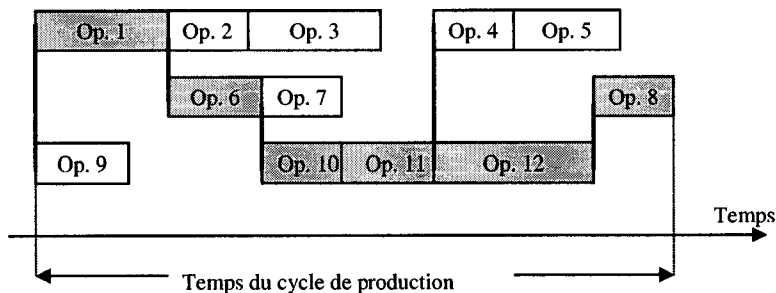 Op. 1 Op. 2 Op. 3 Op. 4 Op. 5
Op. 6 Op. 7 Op. 8
Op. 9 Op. 10 Op. 11 Op. 12
Temps
Temps du cycle de production